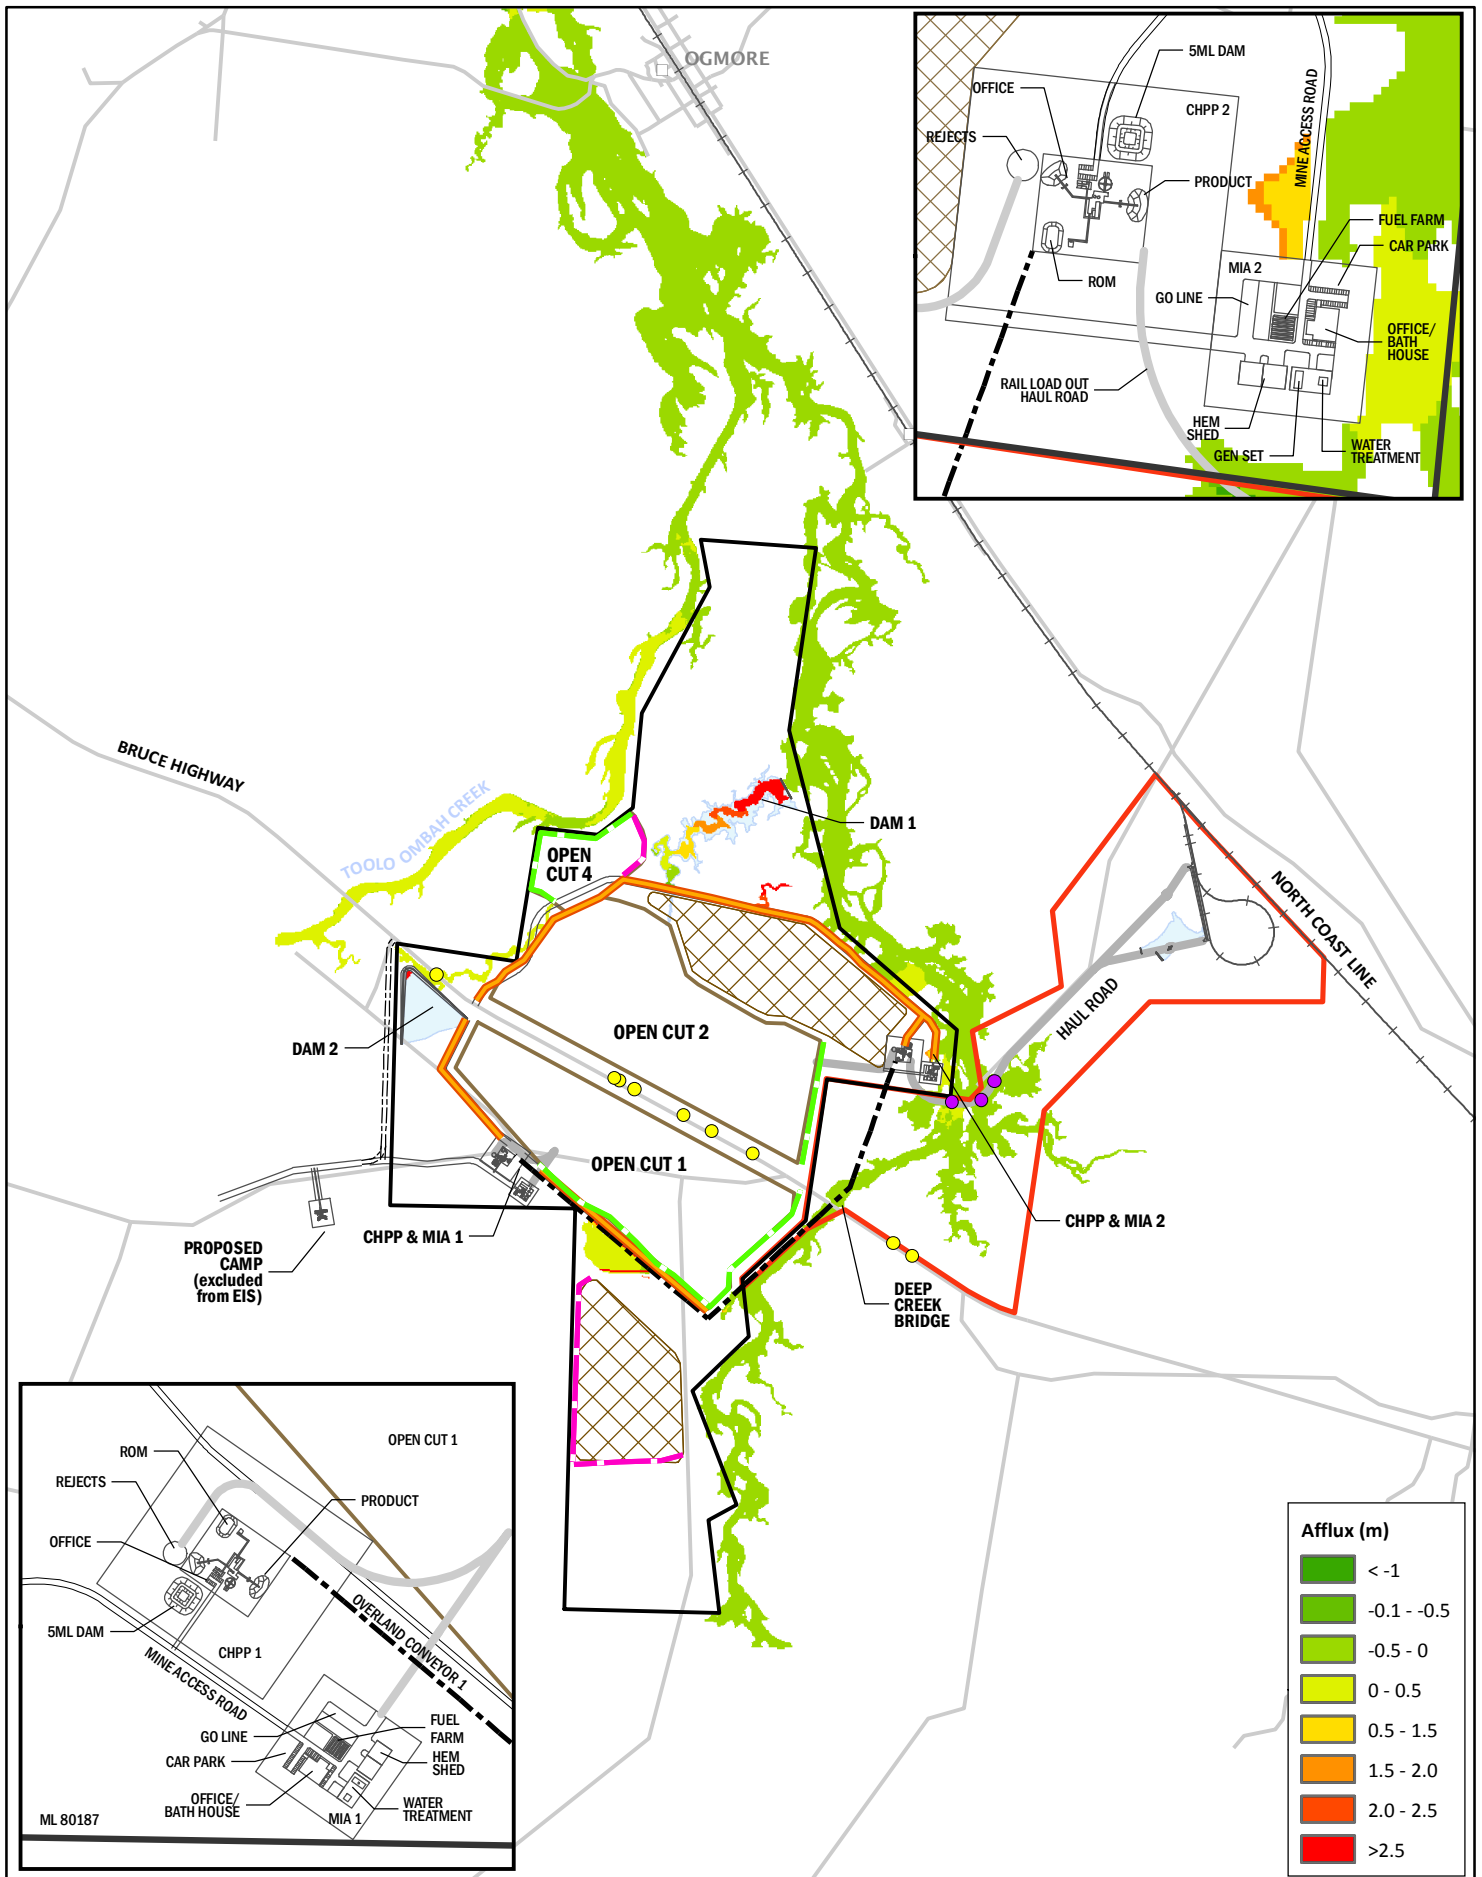 OGMORE
5ML DAM
OFFICE
CHPP 2
REJECTS
MINE ACCESS ROAD
PRODUCT
FUEL FARM
CAR PARK
MIA 2
ROM
GO LINE
OFFICE/
BATH
HOUSE
RAIL LOAD OUT
HAUL ROAD
HEM
SHED
GEN SET
WATER
TREATMENT
BRUCE HIGHWAY
TOOLO OMBAH CREEK
DAM 1
OPEN
CUT 4
NORTH COAST LINE
HAUL ROAD
OPEN CUT 2
DAM 2
OPEN CUT 1
CHPP & MIA 1
CHPP & MIA 2
PROPOSED
CAMP
(excluded
from EIS)
DEEP
CREEK
BRIDGE
OPEN CUT 1
ROM
REJECTS
PRODUCT
OFFICE
OVERLAND CONVEYOR 1
5ML DAM
CHPP 1
MINE ACCESS ROAD
GO LINE
FUEL
FARM
CAR PARK
HEM
SHED
OFFICE/
BATH HOUSE
WATER
TREATMENT
MIA 1
ML 80187
Afflux (m)
< -1
-0.1 - -0.5
-0.5 - 0
0 - 0.5
0.5 - 1.5
1.5 - 2.0
2.0 - 2.5
>2.5